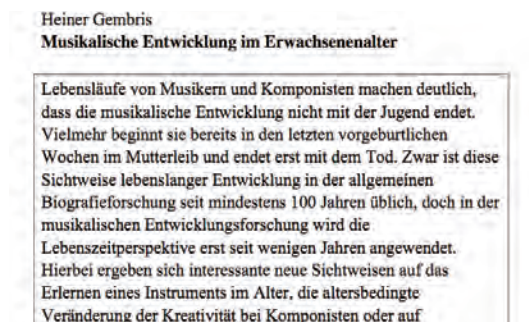 Heiner Gembris
Musikalische Entwicklung im Erwachsenenalter
Lebensläufe von Musikern und Komponisten machen deutlich,
dass die musikalische Entwicklung nicht mit der Jugend endet.
Vielmehr beginnt sie bereits in den letzten vorgeburtlichen
Wochen im Mutterleib und endet erst mit dem Tod. Zwar ist diese
Sichtweise lebenslanger Entwicklung in der allgemeinen
Biografieforschung seit mindestens 100 Jahren üblich, doch in der
musikalischen Entwicklungsforschung wird die
Lebenszeitperspektive erst seit wenigen Jahren angewendet.
Hierbei ergeben sich interessante neue Sichtweisen auf das
Erlernen eines Instruments im Alter, die altersbedingte
Veränderung der Kreativität bei Komponisten oder auf